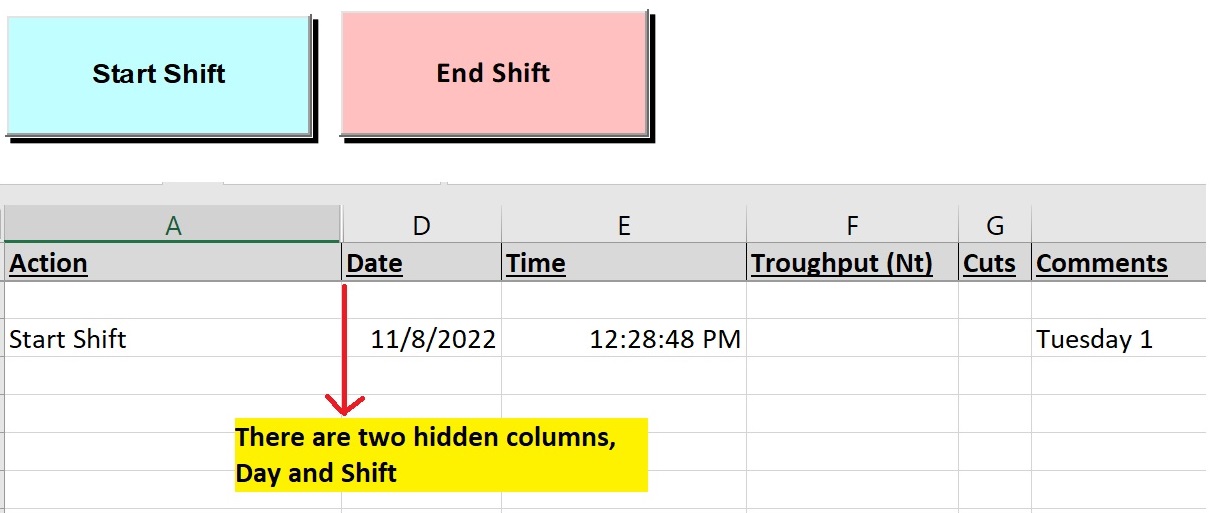 Start Shift End Shift
A D E F G
Action Date Time Troughput (Nt) Cuts Comments
Start Shift 11/8/2022 12:28:48 PM Tuesday 1
There are two hidden columns,
Day and Shift